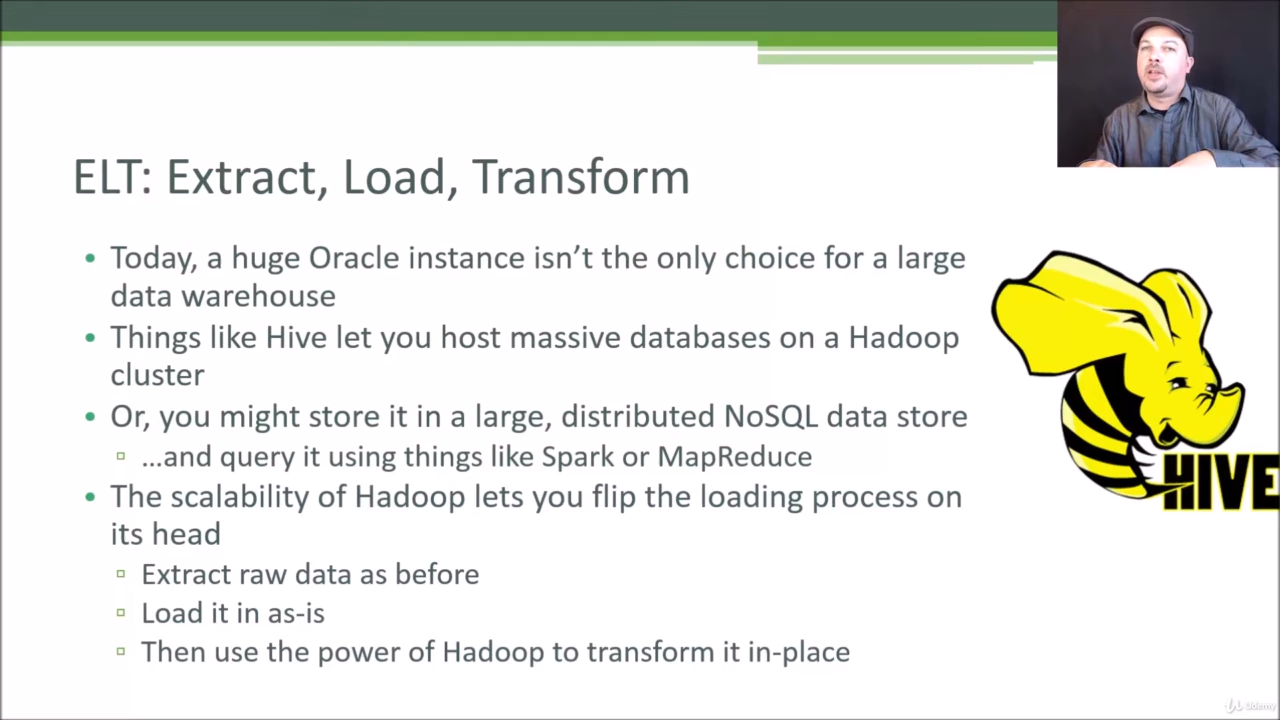 ELT: Extract, Load, Transform
• Today, a huge Oracle instance isn’t the only choice for a large
data warehouse
• Things like Hive let you host massive databases on a Hadoop
cluster
• Or, you might store it in a large, distributed NoSQL data store
▫ …and query it using things like Spark or MapReduce
• The scalability of Hadoop lets you flip the loading process on
its head
▫ Extract raw data as before
▫ Load it in as-is
▫ Then use the power of Hadoop to transform it in-place
HIVE
Udemy